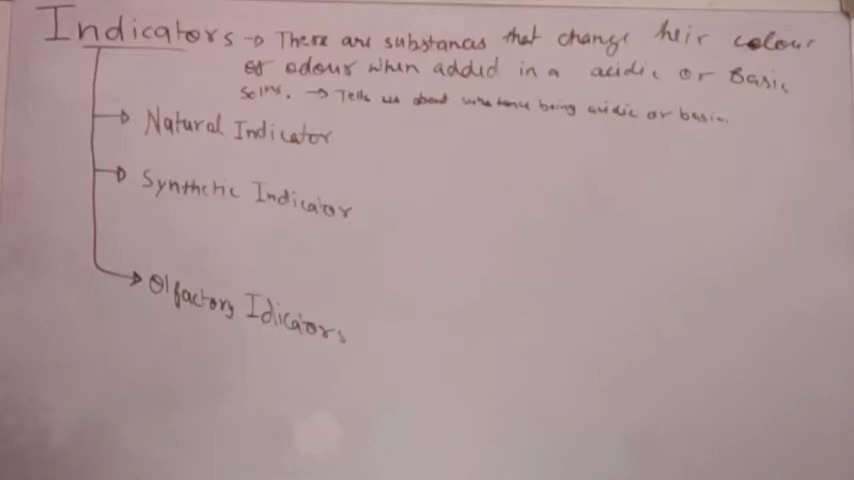 Indicators → There are substances that change heir colour
or odour when added in a acidic or Basic
Solns. → Tells us about substance being acidic or basic.
Natural Indicator
Synthetic Indicator
Olfactory Idicators